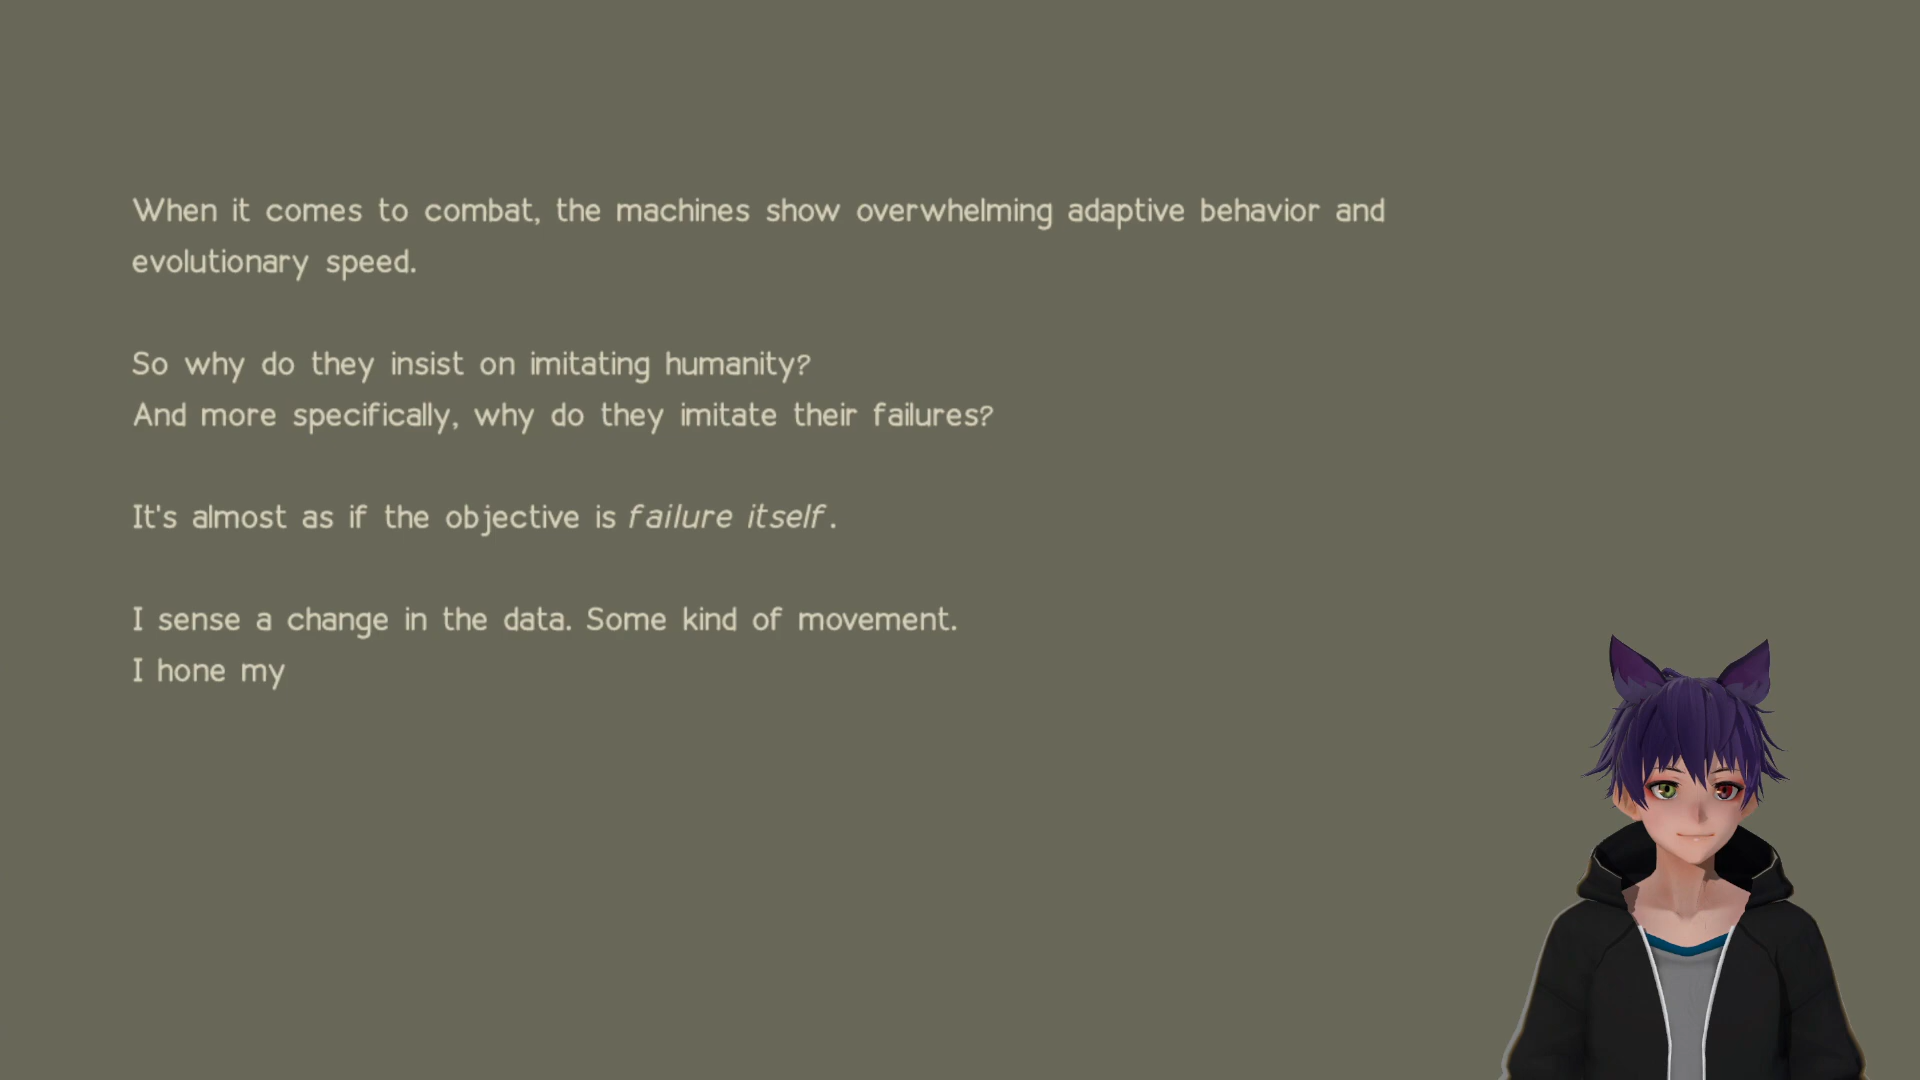 When it comes to combat, the machines show overwhelming adaptive behavior and
evolutionary speed.
So why do they insist on imitating humanity?
And more specifically, why do they imitate their failures?
It's almost as if the objective is failure itself.
I sense a change in the data. Some kind of movement.
I hone my